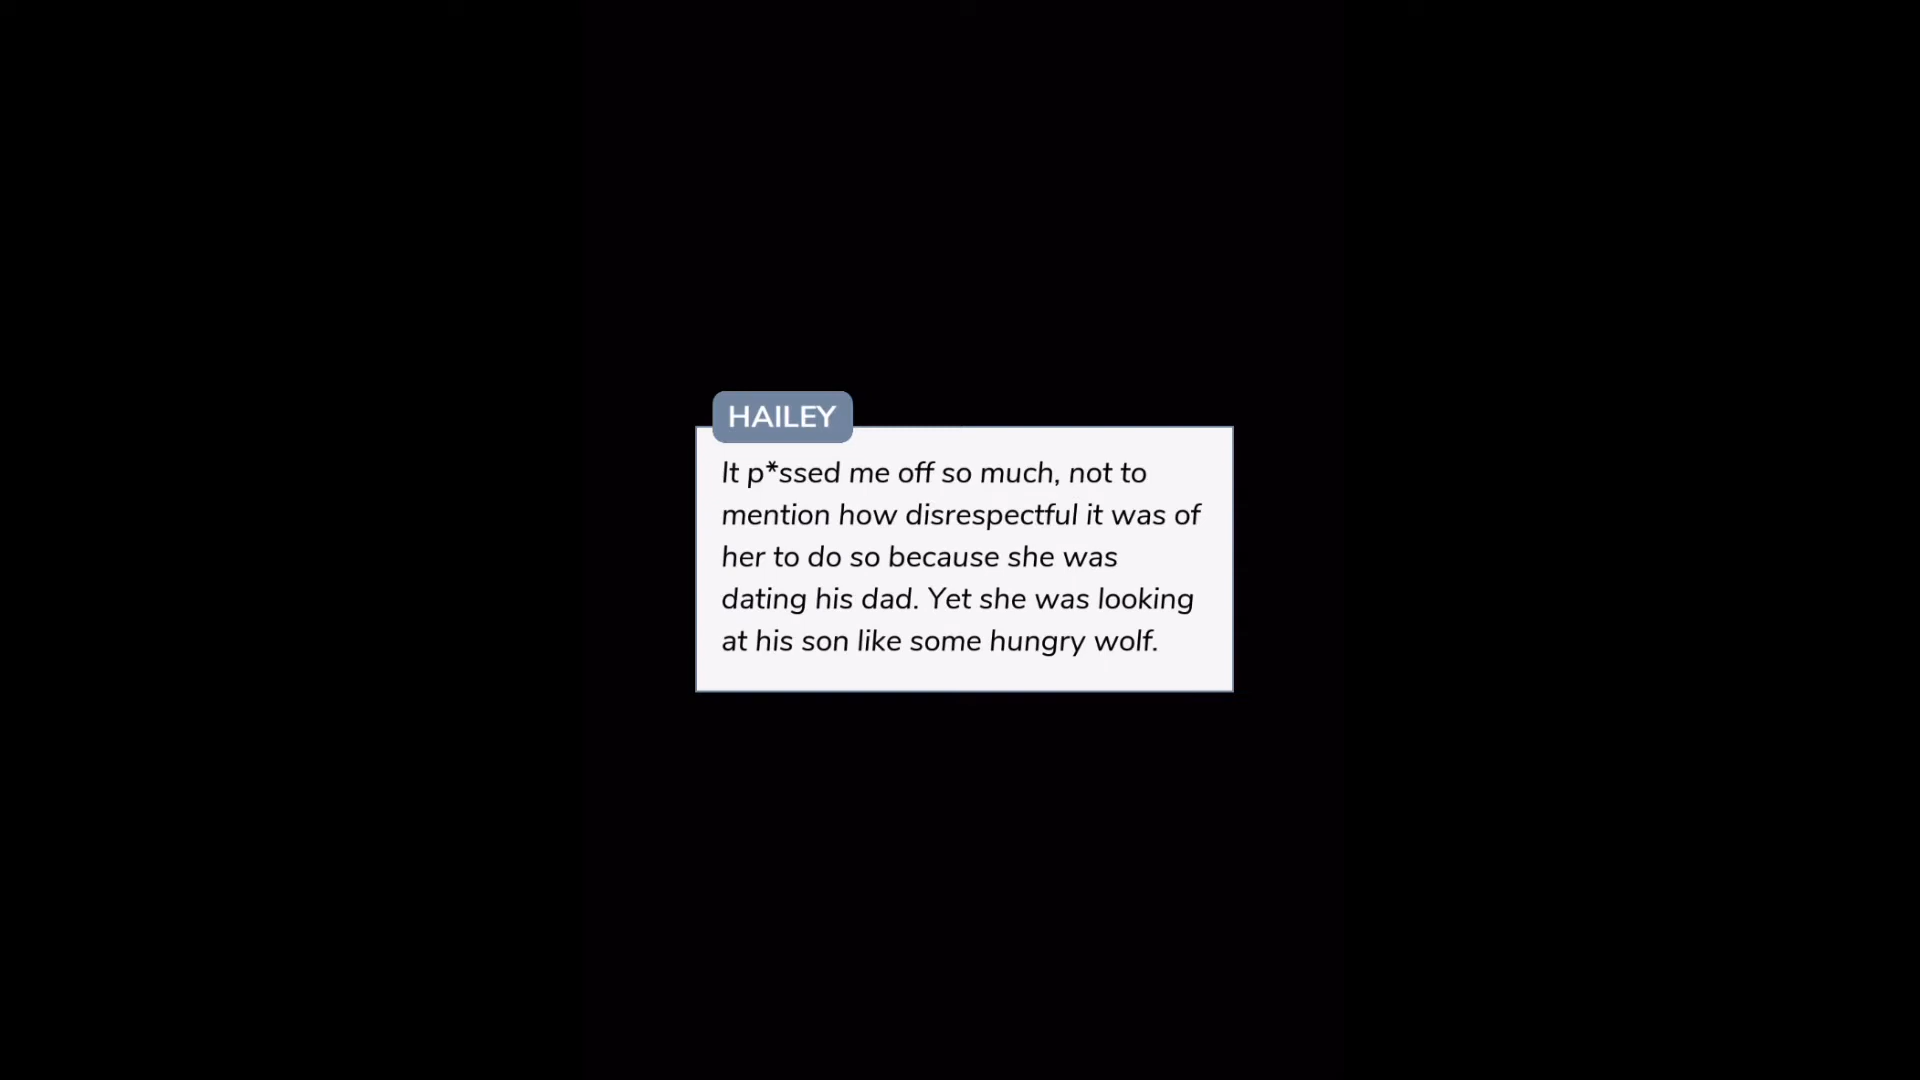 HAILEY
It p*ssed me off so much, not to
mention how disrespectful it was of
her to do so because she was
dating his dad. Yet she was looking
at his son like some hungry wolf.